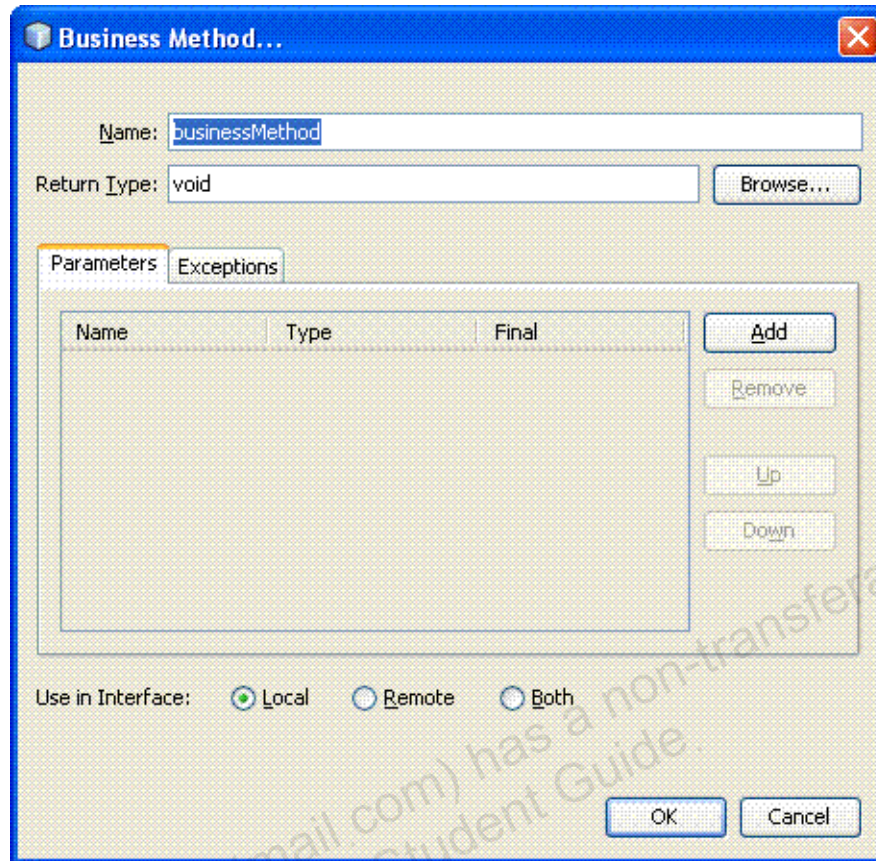 Business Method...
Name: businessMethod
Return Type: void Browse...
Parameters Exceptions
Name Type Final
Add
Remove
Up
Down
Use in Interface: Local Remote Both
OK Cancel
has a non-transfera
mail.com) Student Guide.